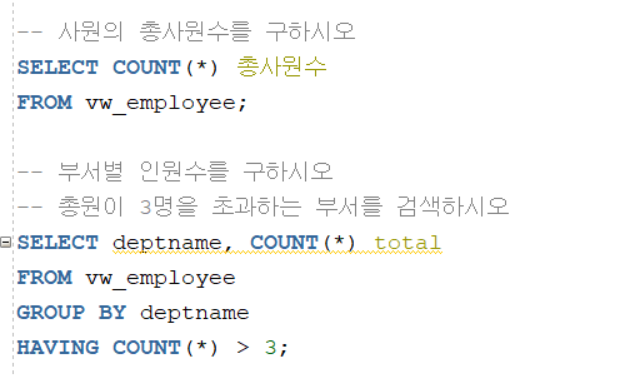 -- 사원의 총사원수를 구하시오
SELECT COUNT(*) 총사원수
FROM vw_employee;
-- 부서별 인원수를 구하시오
-- 총원이 3명을 초과하는 부서를 검색하시오
SELECT deptname, COUNT(*) total
FROM vw_employee
GROUP BY deptname
HAVING COUNT(*) > 3;